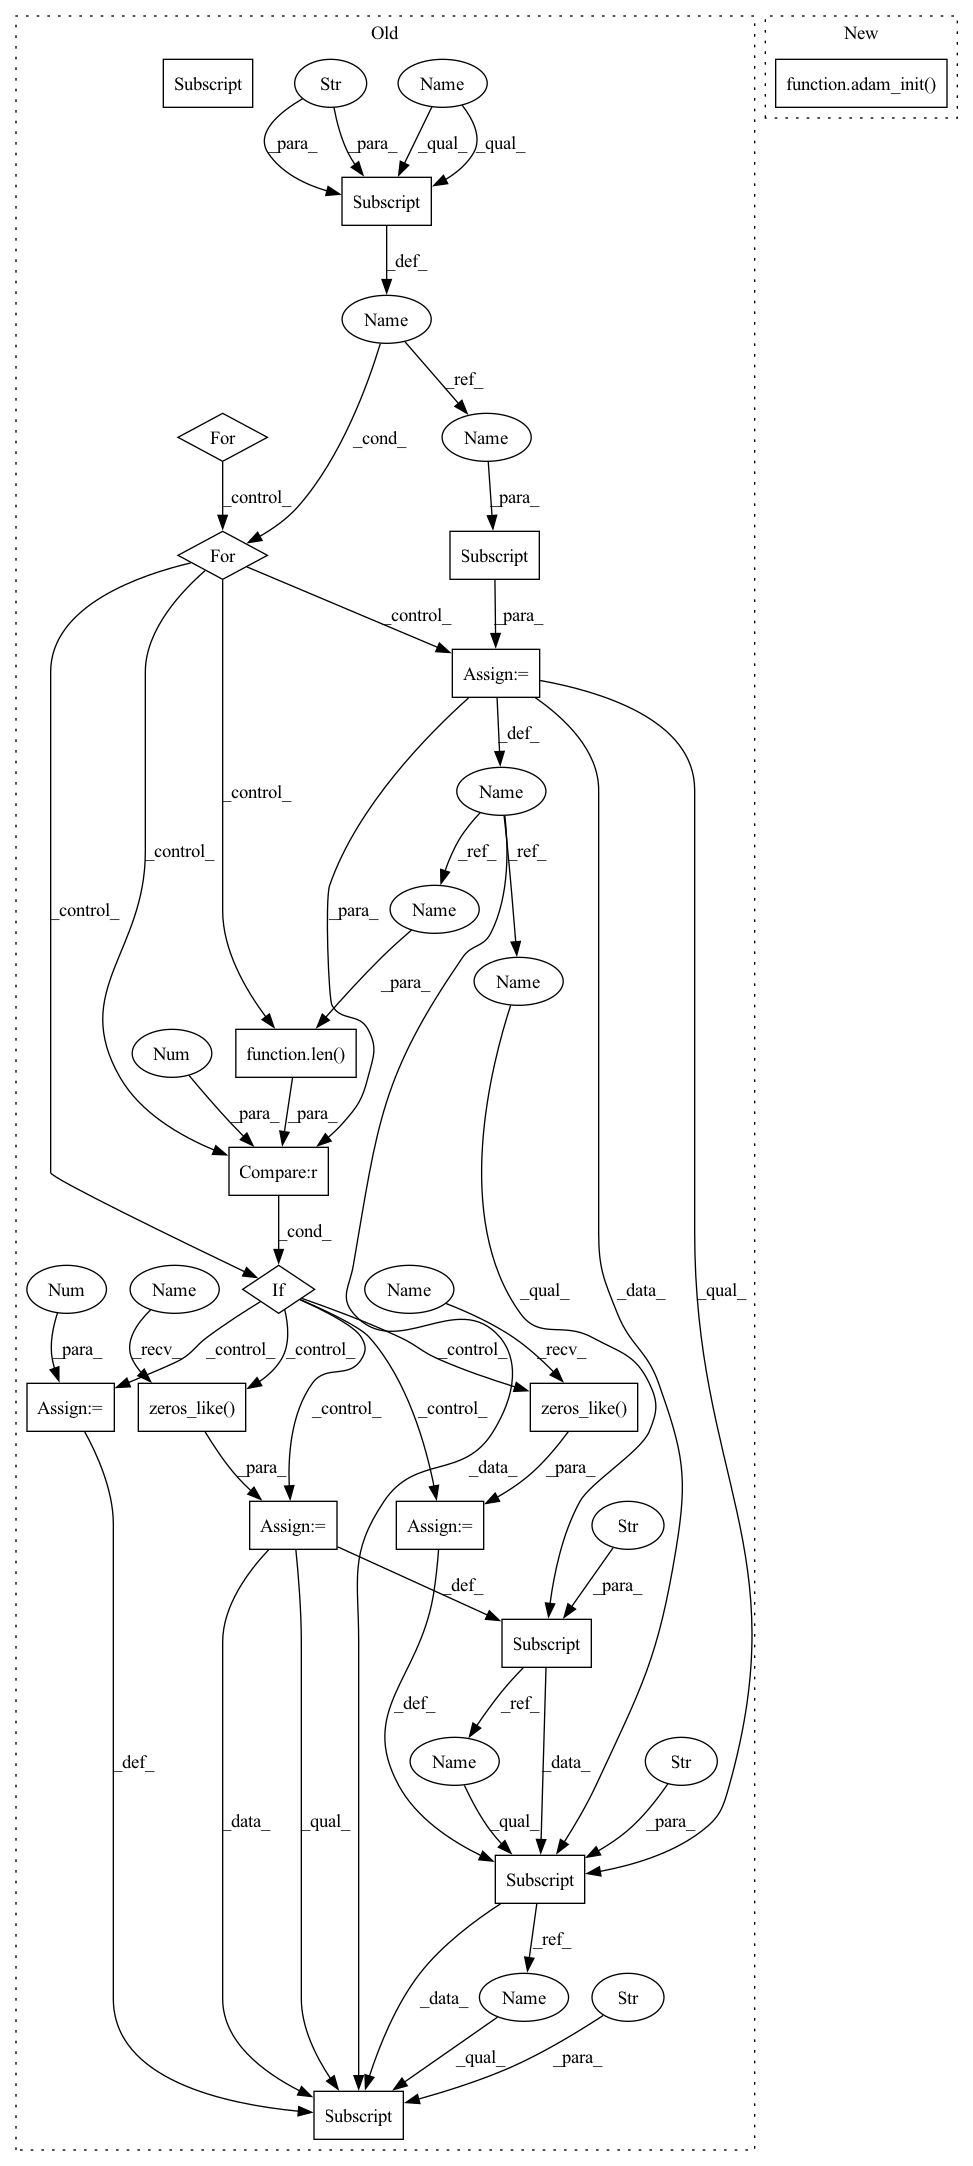 Old
New
Subscript
Str
Name
function.adam_init()
_para_
_para_
_qual_
_qual_
Subscript
_def_
Name
_ref_
For
Name
_cond_
_control_
_para_
For
Subscript
_control_
_para_
Assign:=
_def_
_control_
Name
_control_
_ref_
_ref_
_control_
_para_
Name
Name
_para_
function.len()
Num
_para_
_para_
Compare:r
_cond_
Num
Name
If
Name
_qual_
_data_
_qual_
_para_
_recv_
_control_
_control_
_control_
_recv_
Assign:=
zeros_like()
_control_
_control_
zeros_like()
_para_
_data_
_para_
Assign:=
Assign:=
Str
_def_
_para_
Subscript
_def_
_ref_
_def_
Name
_data_
Str
_data_
_qual_
_qual_
_para_
Subscript
_ref_
_data_
Name
Str
_qual_
_para_
Subscript